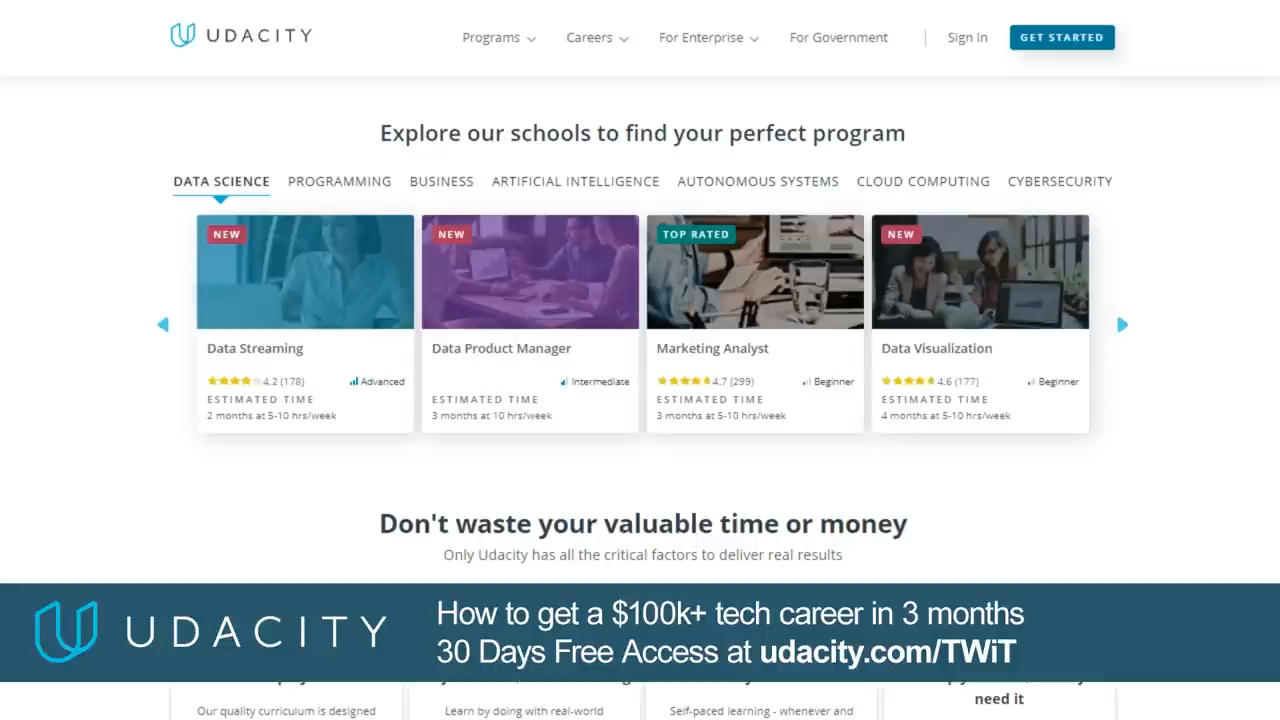 UDACITY
Programs
Careers
For Enterprise
For Government
Sign In
GET STARTED
Explore our schools to find your perfect program
DATA SCIENCE
PROGRAMMING
BUSINESS
ARTIFICIAL INTELLIGENCE
AUTONOMOUS SYSTEMS
CLOUD COMPUTING
CYBERSECURITY
NEW
Data Streaming
4.2 (178)
Advanced
ESTIMATED TIME
2 months at 5-10 hrs/week
NEW
Data Product Manager
Intermediate
ESTIMATED TIME
3 months at 10 hrs/week
TOP RATED
Marketing Analyst
4.7 (299)
Beginner
ESTIMATED TIME
3 months at 5-10 hrs/week
NEW
Data Visualization
4.6 (177)
Beginner
ESTIMATED TIME
4 months at 5-10 hrs/week
Don't waste your valuable time or money
Only Udacity has all the critical factors to deliver real results
UDACITY
How to get a $100k+ tech career in 3 months
30 Days Free Access at udacity.com/TWiT
need it
Our quality curriculum is designed
Learn by doing with real-world
Self-paced learning - whenever and